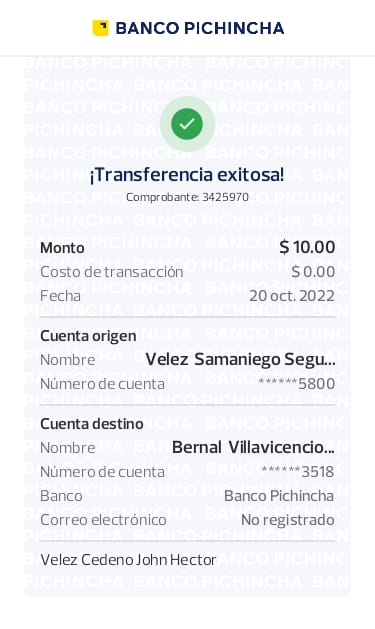 BANCO PICHINCHA
¡Transferencia exitosa!
Comprobante: 3425970
Monto $ 10.00
Costo de transacción $ 0.00
Fecha 20 oct. 2022
Cuenta origen
Nombre Velez Samaniego Segu...
Número de cuenta ******5800
Cuenta destino
Nombre Bernal Villavicencio...
Número de cuenta ******3518
Banco Banco Pichincha
Correo electrónico No registrado
Velez Cedeno John Hector